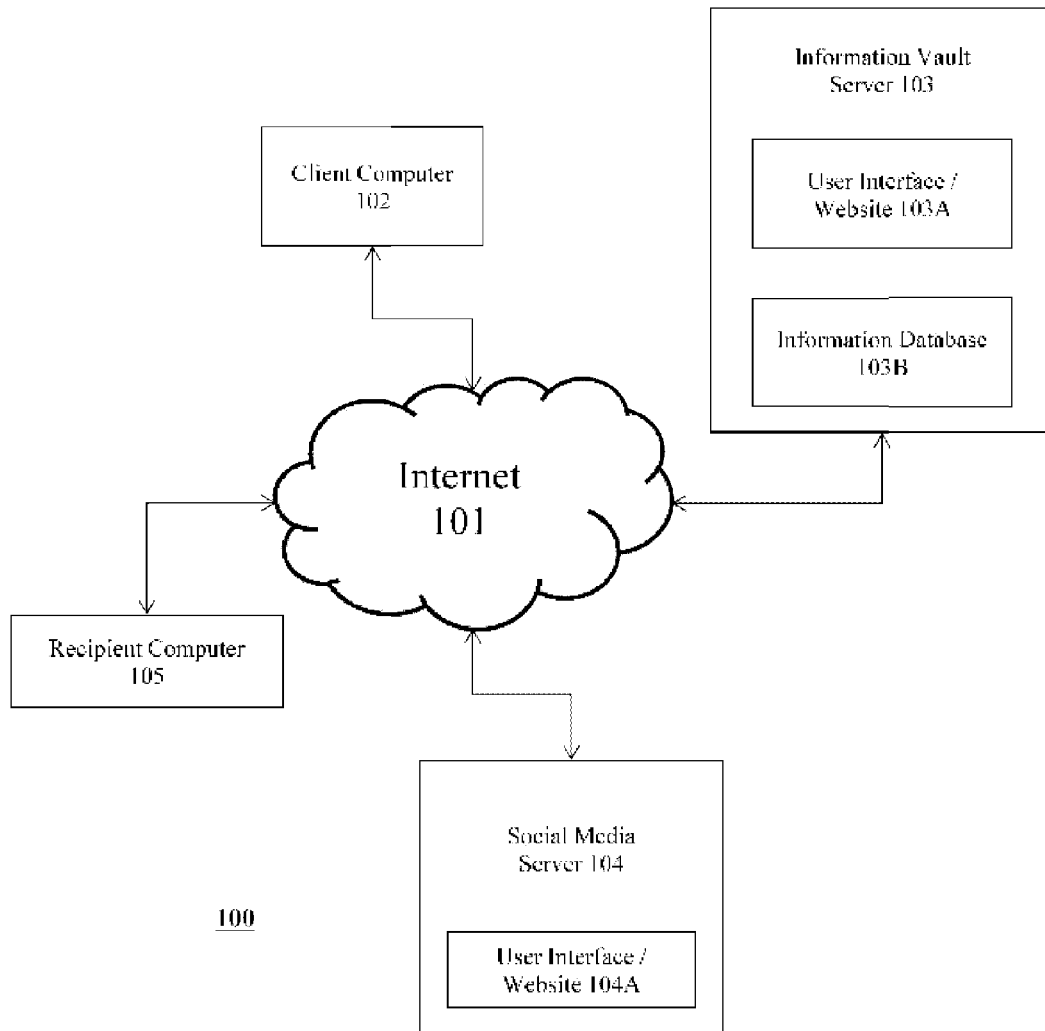 Information Vault
Server 103
User Interface /
Website 103A
Information Database
103B
Client Computer
102
Internet
101
Recipient Computer
105
Social Media
Server 104
User Interface /
Website 104A
100